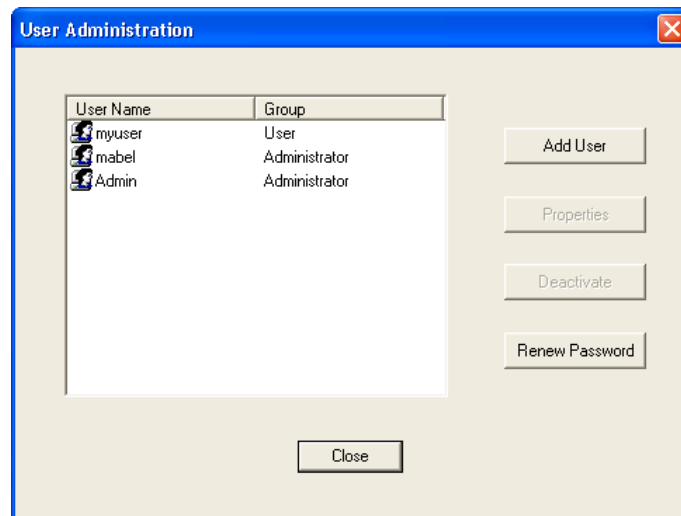 User Administration
User Name Group
myuser User
mabel Administrator
Admin Administrator
Add User
Properties
Deactivate
Renew Password
Close